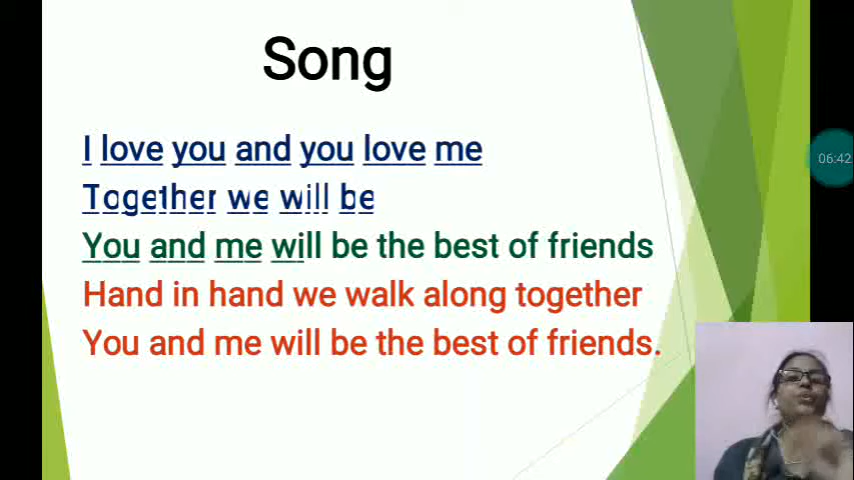 Song
I love you and you love me
Together we will be
You and me will be the best of friends
Hand in hand we walk along together
You and me will be the best of friends.
06:42